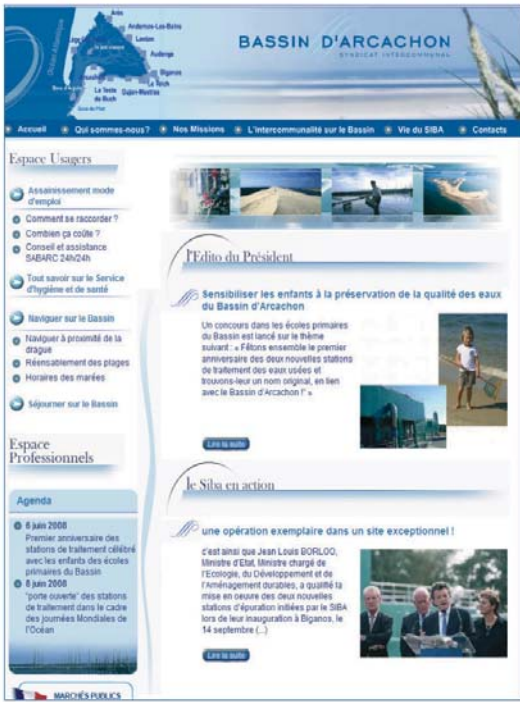 Arès
Andernos-Les-Bains
Lanton
Audenge
Biganos
Le Teich
Gujan-Mestras
La Teste
de Buch
BASSIN D'ARCACHON
SYNDICAT INTERCOMMUNAL
Accueil
Qui sommes-nous?
Nos Missions
L'intercommunalité sur le Bassin
Vie du SIBA
Contacts
Espace Usagers
Assainissement mode
d'emploi
Comment se raccorder ?
Combien ça coûte ?
Conseil et assistance
SABARC 24h/24h
Tout savoir sur le Service
d'hygiène et de santé
Naviguer sur le Bassin
Naviguer à proximité de la
drague
Réensablement des plages
Horaires des marées
Séjourner sur le Bassin
Espace
Professionnels
Agenda
6 juin 2008
Premier anniversaire des
stations de traitement célébré
avec les enfants des écoles
primaires du Bassin
8 juin 2008
"porte ouverte" des stations
de traitement dans le cadre
des journées Mondiales de
l'Océan
MARCHÉS PUBLICS
l'Edito du Président
Sensibiliser les enfants à la préservation de la qualité des eaux
du Bassin d'Arcachon
Un concours dans les écoles primaires
du Bassin est lancé sur le thème
suivant : « Fêtons ensemble le premier
anniversaire des deux nouvelles stations
de traitement des eaux usées et
trouvons-leur un nom original, en lien
avec le Bassin d'Arcachon !" »
Lire la suite
le Siba en action
une opération exemplaire dans un site exceptionnel !
c'est ainsi que Jean Louis BORLOO,
Ministre d'Etat, Ministre chargé de
l'Ecologie, du Développement et de
l'Aménagement durables, a qualifié la
mise en oeuvre des deux nouvelles
stations d'épuration initiées par le SIBA
lors de leur inauguration à Biganos, le
14 septembre (...)
Lire la suite